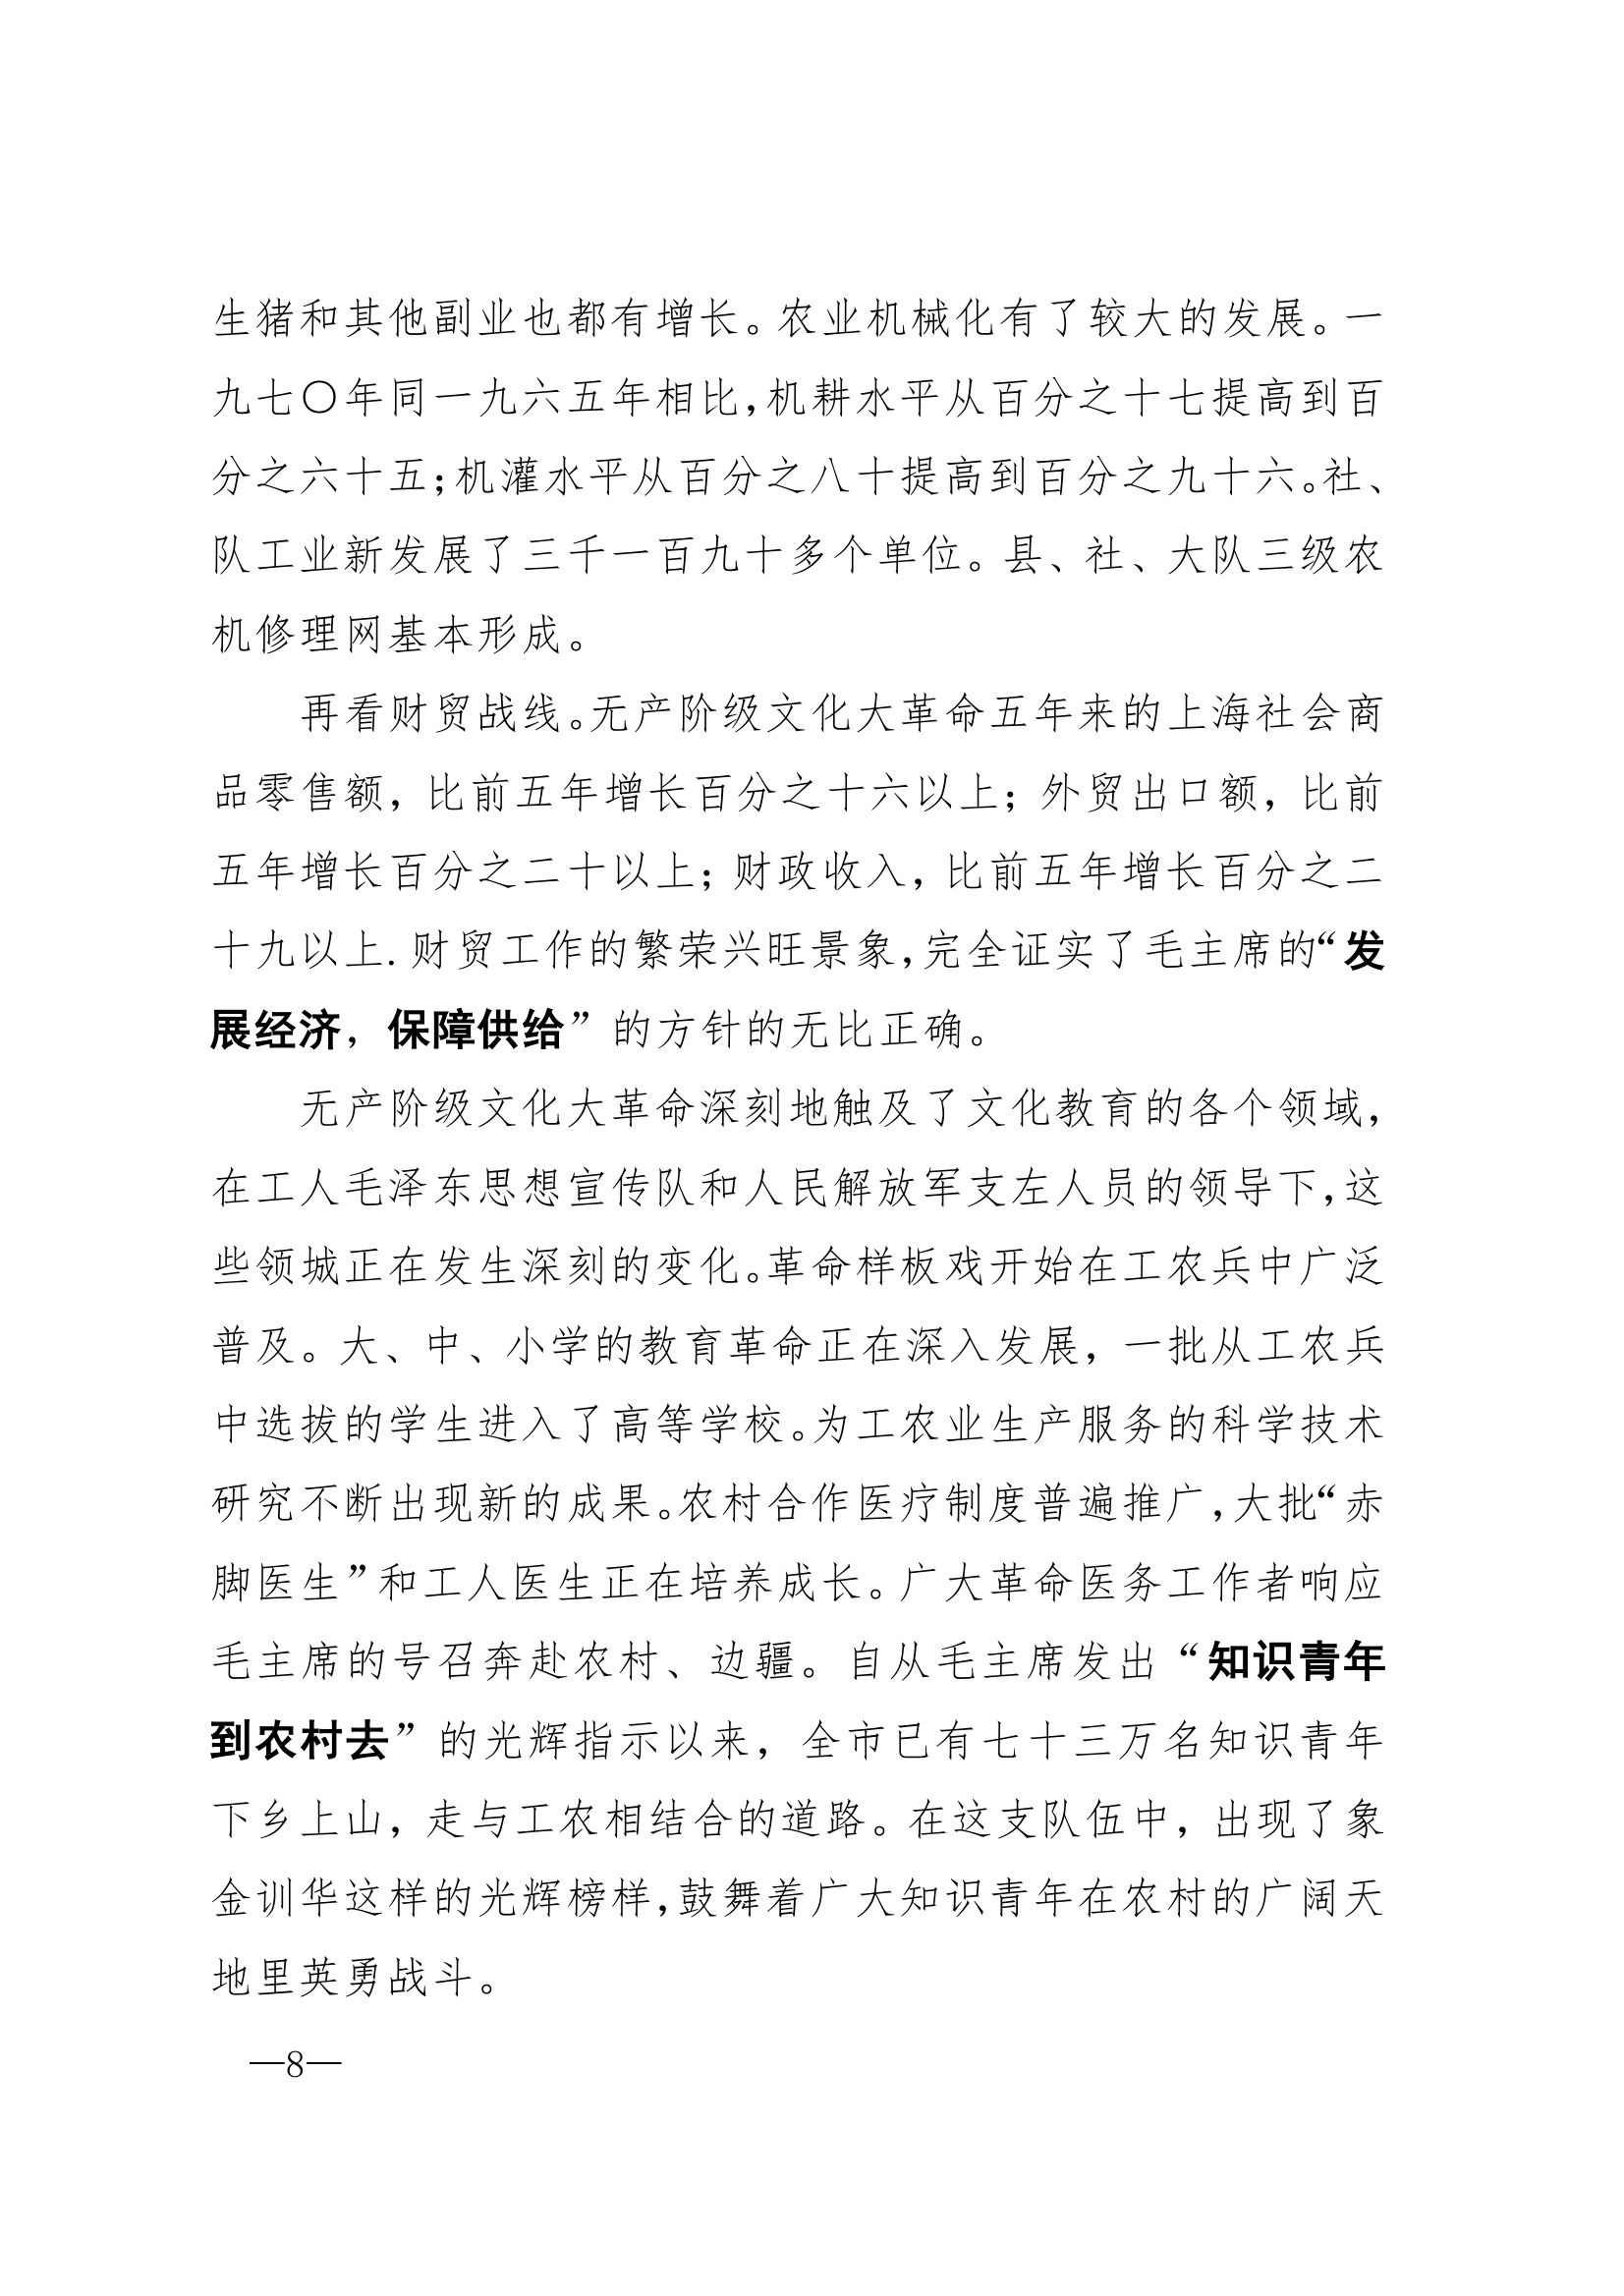 生猪和其他副业也都有增长。农业机械化有了较大的发展。一
九七〇年同一九六五年相比，机耕水平从百分之十七提高到百
分之六十五；机灌水平从百分之八十提高到百分之九十六。社、
队工业新发展了三千一百九十多个单位。县、社、大队三级农
机修理网基本形成。
再看财贸战线。无产阶级文化大革命五年来的上海社会商
品零售额，比前五年增长百分之十六以上；外贸出口额，比前
五年增长百分之二十以上；财政收入，比前五年增长百分之二
十九以上．财贸工作的繁荣兴旺景象，完全证实了毛主席的“发
展经济，保障供给”的方针的无比正确。
无产阶级文化大革命深刻地触及了文化教育的各个领域，
在工人毛泽东思想宣传队和人民解放军支左人员的领导下，这
些领城正在发生深刻的变化。革命样板戏开始在工农兵中广泛
普及。大、中、小学的教育革命正在深入发展，一批从工农兵
中选拔的学生进入了高等学校。为工农业生产服务的科学技术
研究不断出现新的成果。农村合作医疗制度普遍推广，大批“赤
脚医生”和工人医生正在培养成长。广大革命医务工作者响应
毛主席的号召奔赴农村、边疆。自从毛主席发出“知识青年
到农村去”的光辉指示以来，全市已有七十三万名知识青年
下乡上山，走与工农相结合的道路。在这支队伍中，出现了象
金训华这样的光辉榜样，鼓舞着广大知识青年在农村的广阔天
地里英勇战斗。
—8—